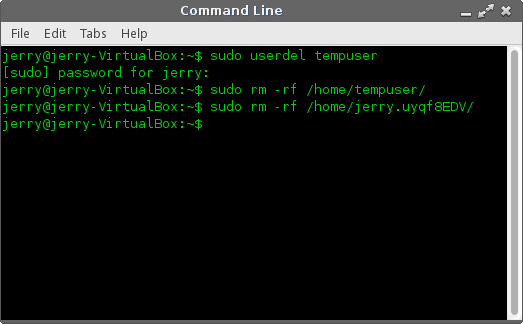 Command Line
File Edit Tabs Help
jerry@jerry-VirtualBox:~$ sudo userdel tempuser
[sudo] password for jerry:
jerry@jerry-VirtualBox:~$ sudo rm -rf /home/tempuser/
jerry@jerry-VirtualBox:~$ sudo rm -rf /home/jerry.uyqf8EDV/
jerry@jerry-VirtualBox:~$